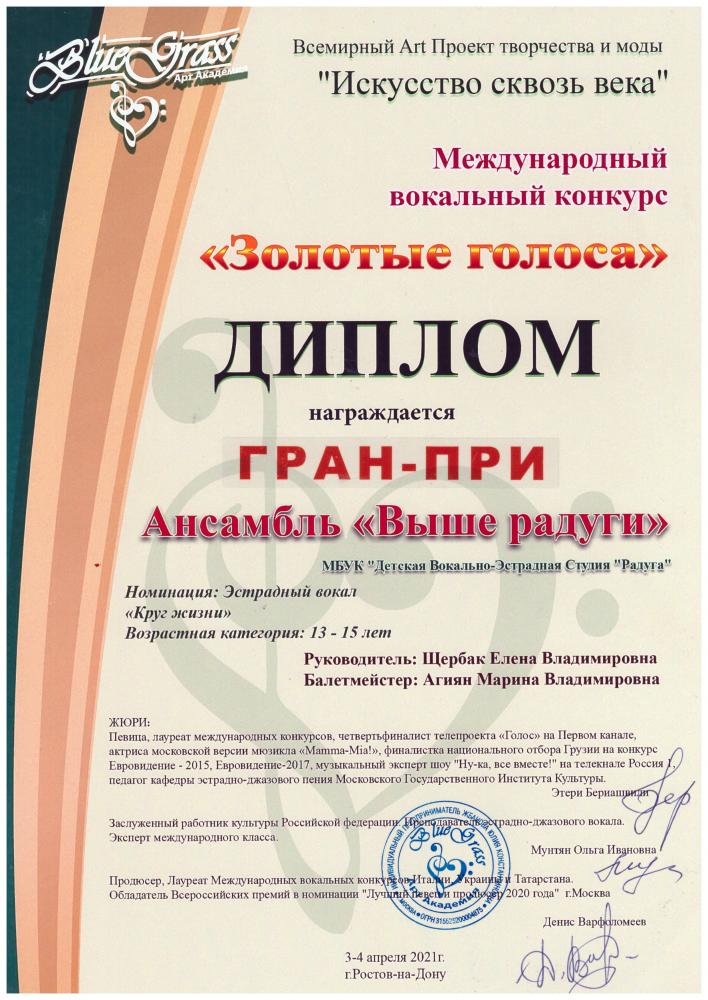 Blue Grass
Арт Академия
Всемирный Art Проект творчества и моды
"Искусство сквозь века"
Международный
вокальный конкурс
«Золотые голоса»
ДИПЛОМ
награждается
ГРАН-ПРИ
Ансамбль «Выше радуги»
МБУК "Детская Вокально-Эстрадная Студия "Радуга"
Номинация: Эстрадный вокал
«Круг жизни»
Возрастная категория: 13 - 15 лет
Руководитель: Щербак Елена Владимировна
Балетмейстер: Агиян Марина Владимировна
ЖЮРИ:
Певица, лауреат международных конкурсов, четвертьфиналист телепроекта «Голос» на Первом канале,
актриса московской версии мюзикла «Mamma-Mia!», финалистка национального отбора Грузии на конкурс
Евровидение - 2015, Евровидение-2017, музыкальный эксперт шоу "Ну-ка, все вместе!" на телекнале Россия 1,
педагог кафедры эстрадно-джазового пения Московского Государственного Института Культуры.
Этери Бериашвили
Заслуженный работник культуры Российской федерации. Преподаватель эстрадно-джазового вокала.
Эксперт международного класса.
Мунтян Ольга Ивановна
Продюсер, Лауреат Международных вокальных конкурсов Италии, Украины и Татарстана.
Обладатель Всероссийских премий в номинации "Лучший певец и продюсер 2020 года" г.Москва
Денис Варфоломеев
Blue Grass
Арт Академия
3-4 апреля 2021г.
г.Ростов-на-Дону